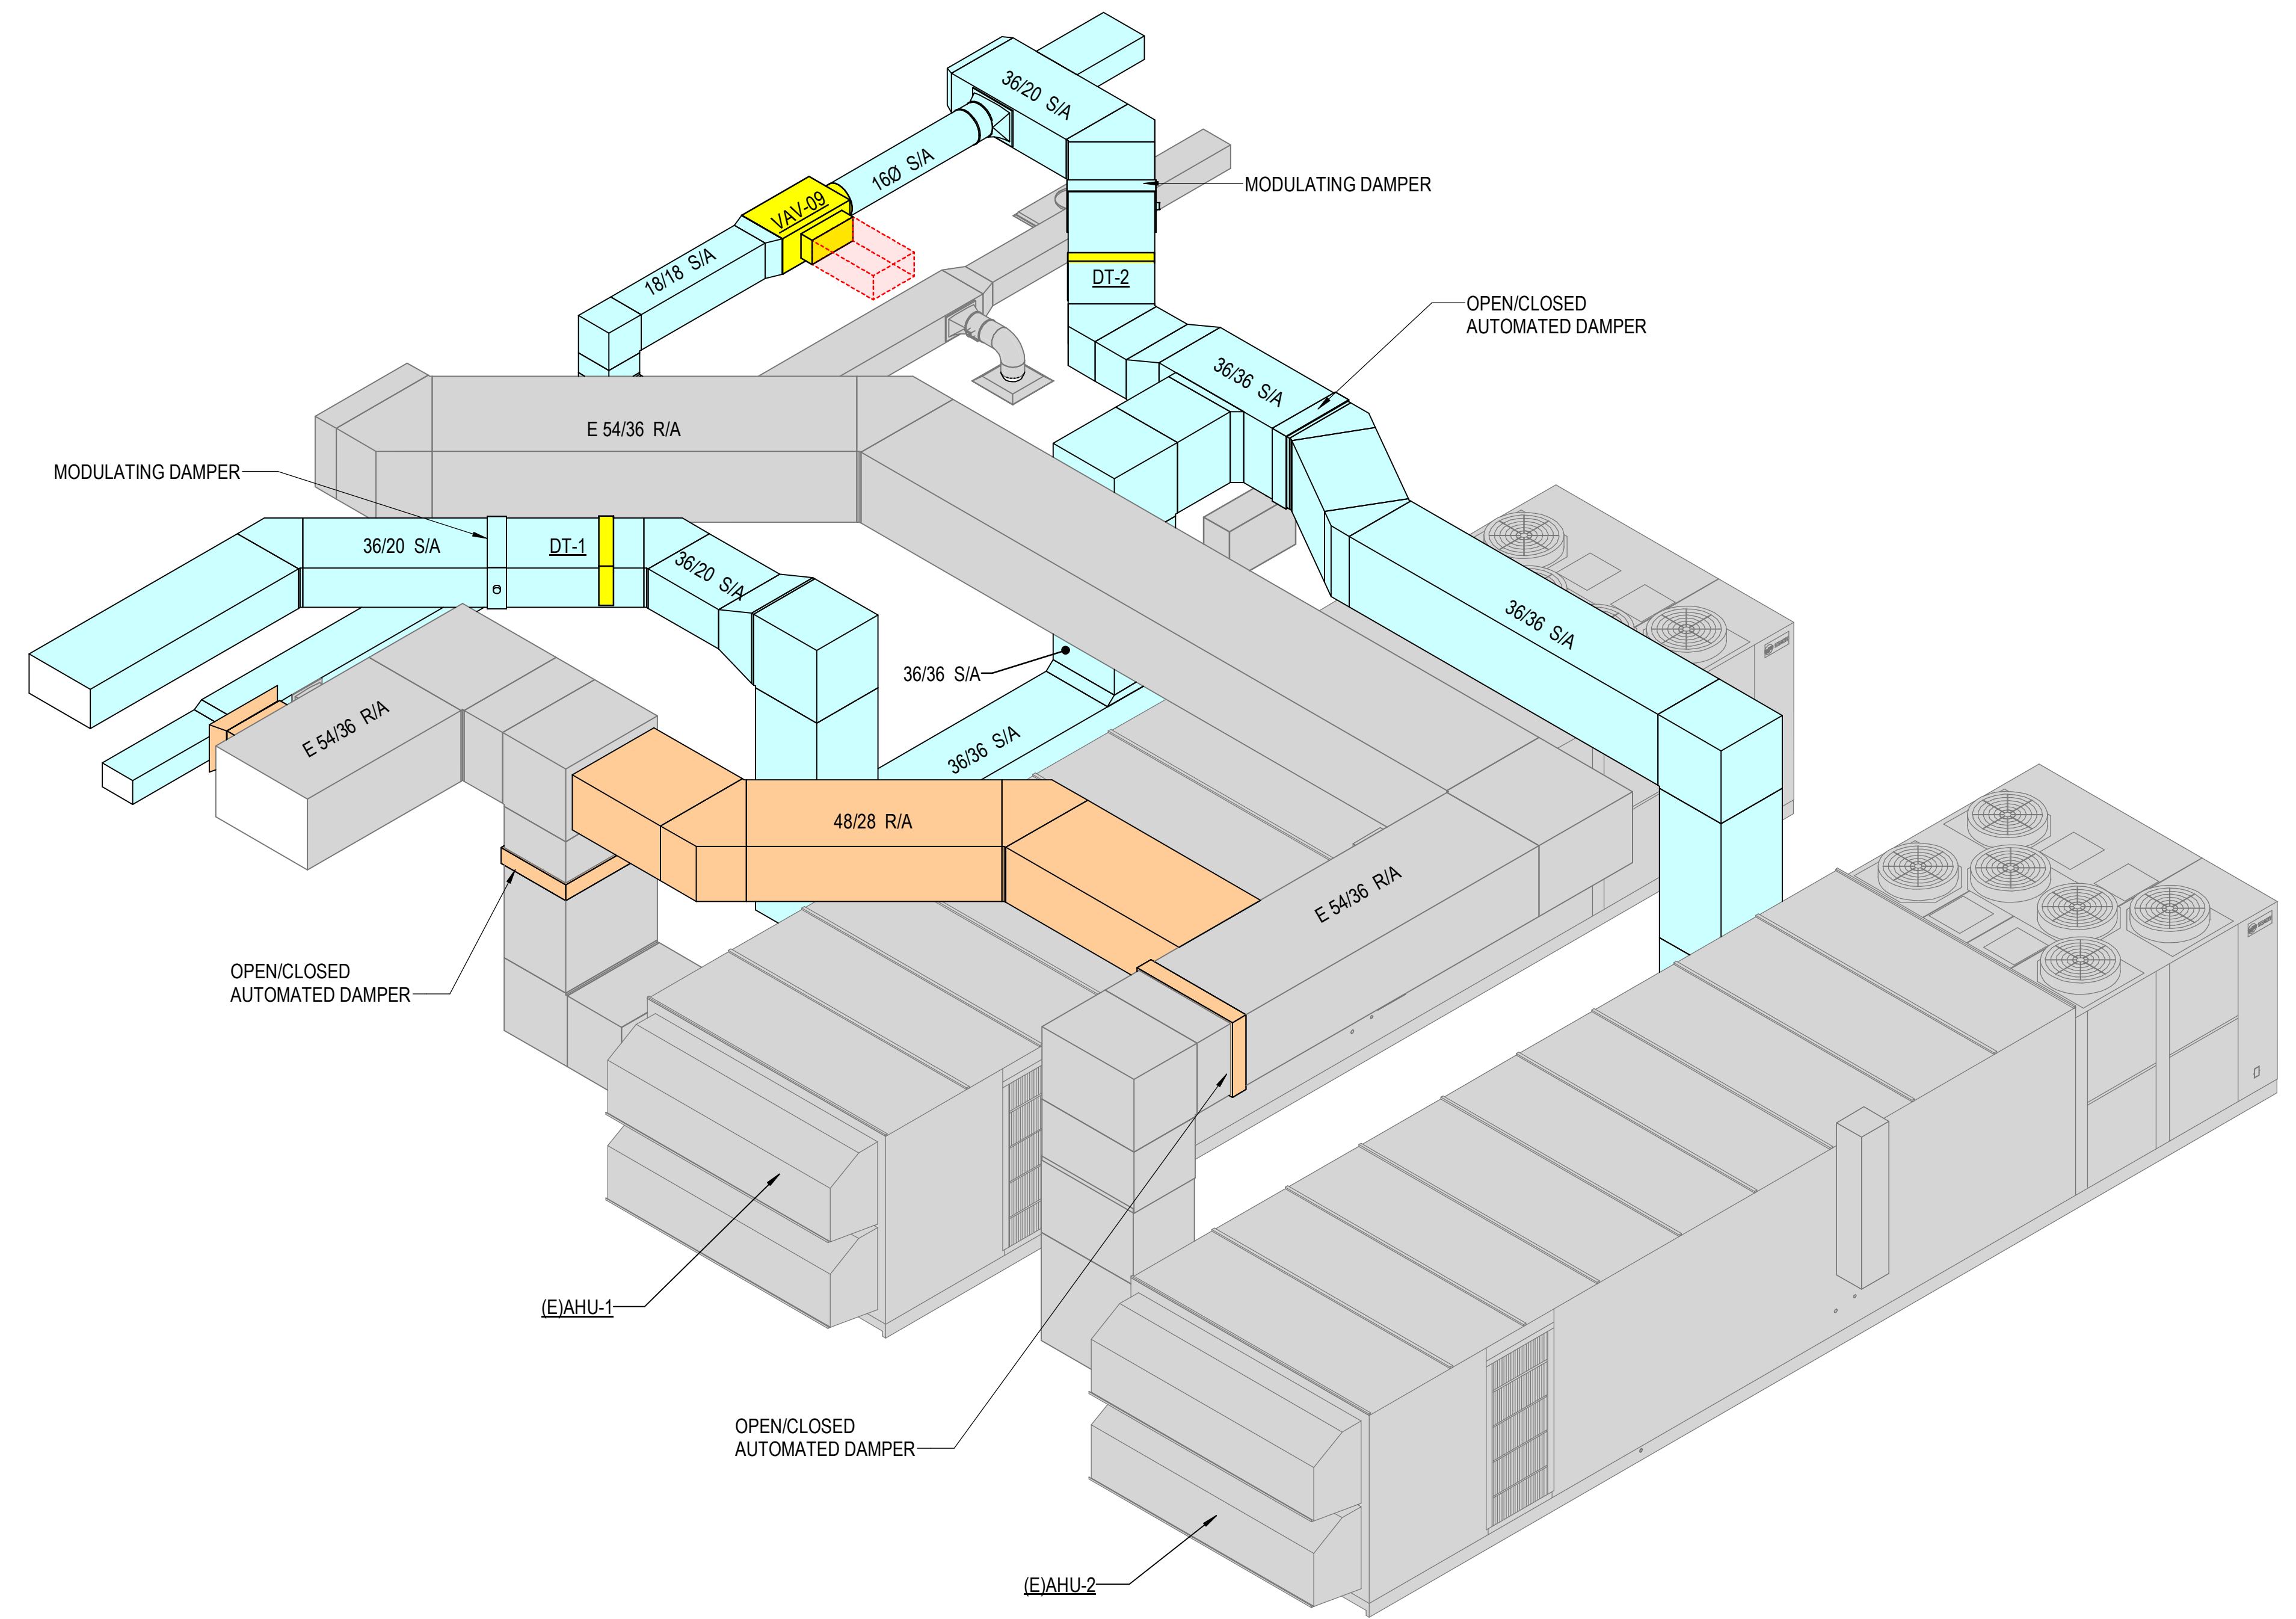 36/20 S/A
16Ø S/A
MODULATING DAMPER
VAV-09
18/18 S/A
DT-2
OPEN/CLOSED
AUTOMATED DAMPER
36/36 S/A
E 54/36 R/A
MODULATING DAMPER
36/20 S/A
DT-1
36/20 S/A
36/36 S/A
36/36 S/A
E 54/36 R/A
36/36 S/A
48/28 R/A
E 54/36 R/A
OPEN/CLOSED
AUTOMATED DAMPER
(E)AHU-1
OPEN/CLOSED
AUTOMATED DAMPER
(E)AHU-2